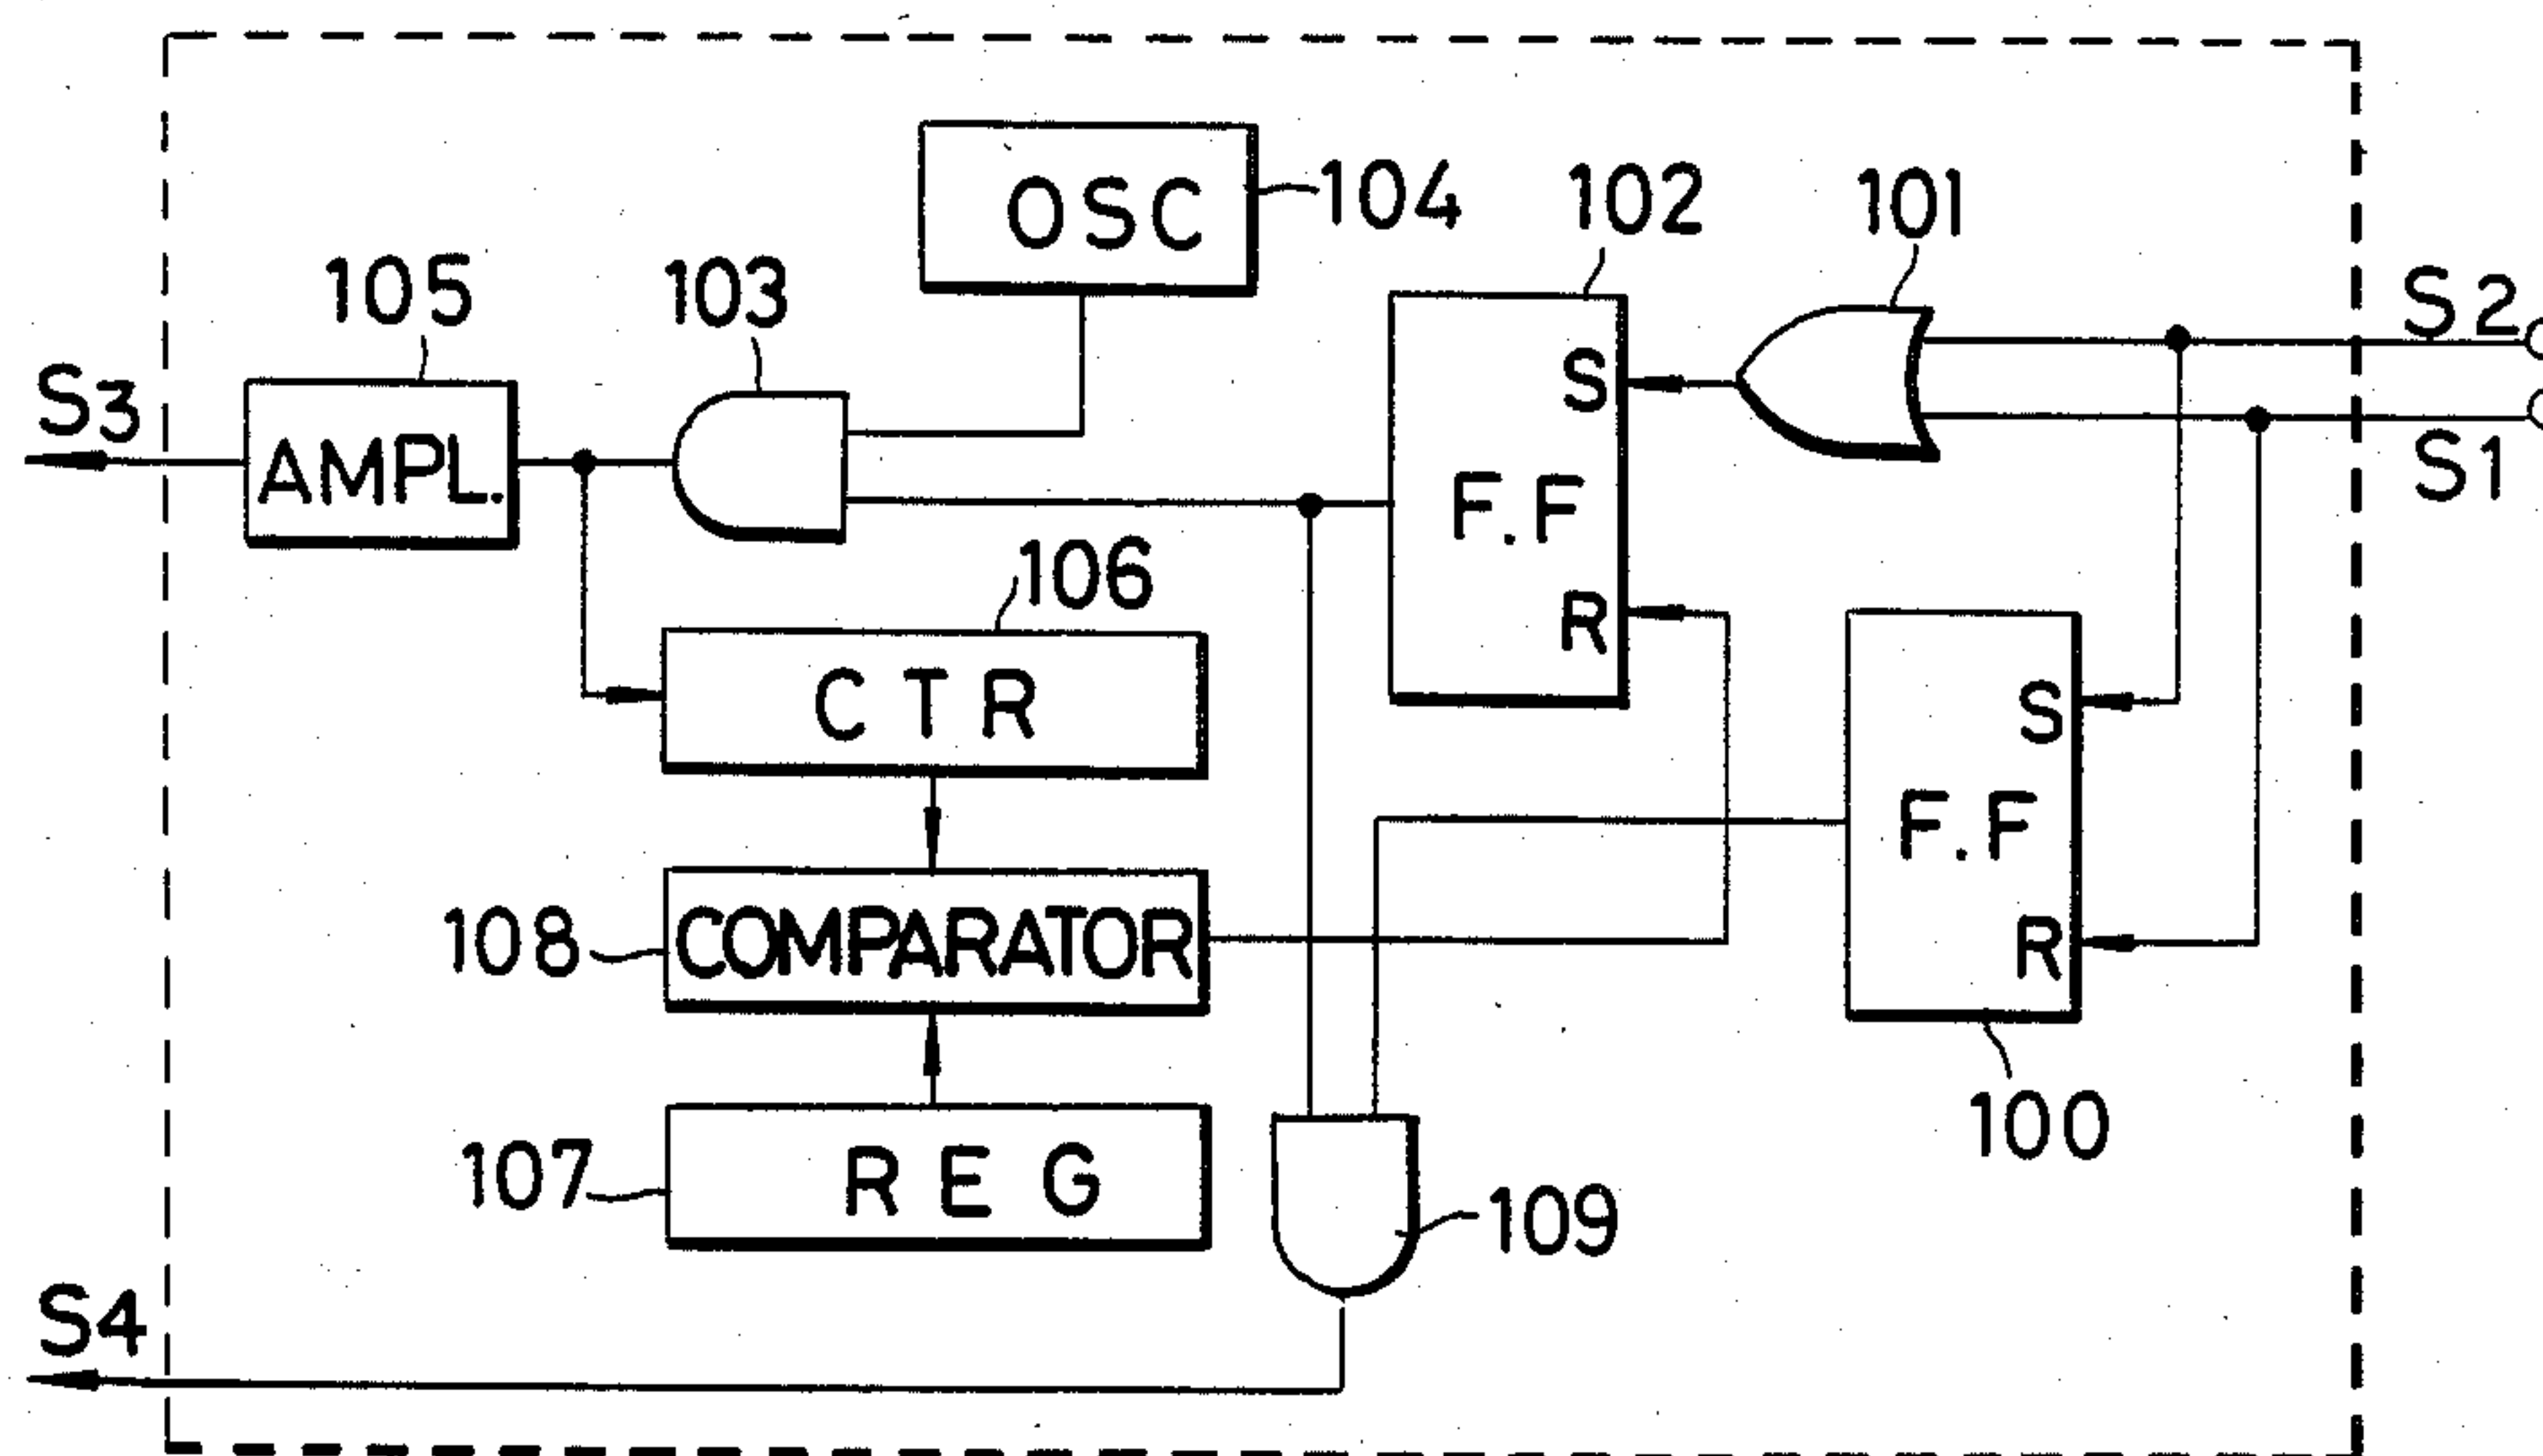 OSC
104
102
101
105
103
S2
S3
S
AMPL.
S1
F.F
106
R
CTR
S
F.F
108
COMPARATOR
R
107
REG
100
109
S4